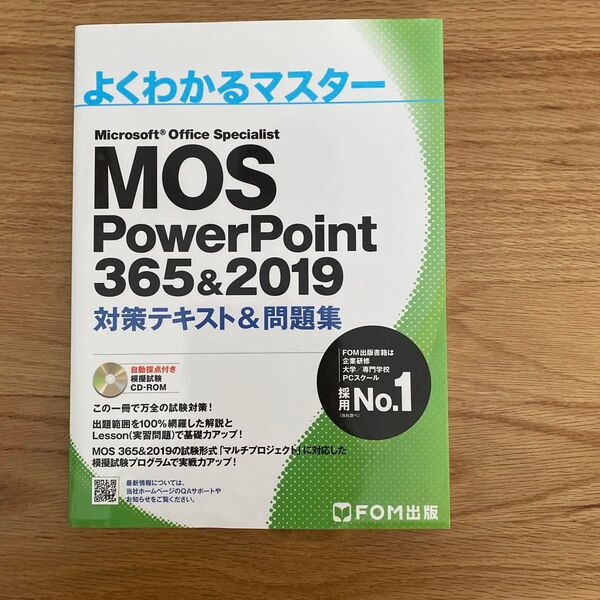 よくわかるマスター
Microsoft® Office Specialist
MOS
PowerPoint
365&2019
対策テキスト&問題集
自動採点付き
模擬試験
CD-ROM
FOM出版書籍は
企業研修
大学/専門学校
PCスクール
採用No.1
(自社調べ)
この一冊で万全の試験対策!
出題範囲を100%網羅した解説と
Lesson(実習問題)で基礎力アップ!
MOS 365&2019の試験形式「マルチプロジェクト」に対応した
模擬試験プログラムで実戦力アップ!
最新情報については、
当社ホームページのQAサポートや
お知らせをご覧ください。
FOM出版